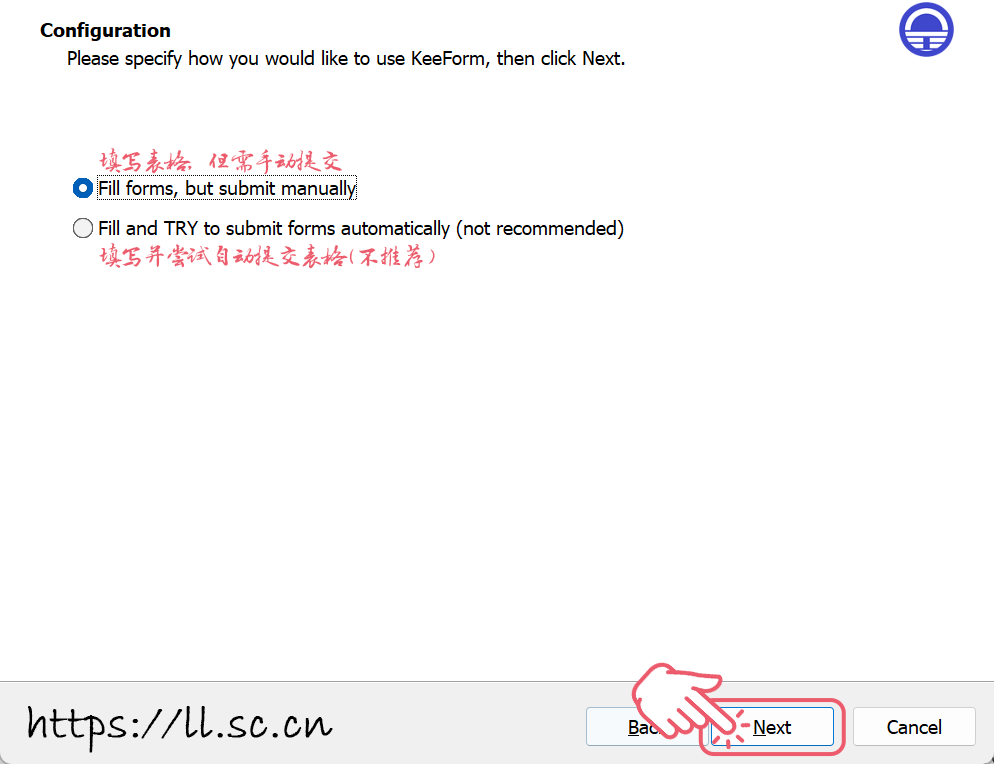 Configuration
Please specify how you would like to use KeeForm, then click Next.
填写表格，但需手动提交
Fill forms, but submit manually
Fill and TRY to submit forms automatically (not recommended)
填写并尝试自动提交表格(不推荐)
https://ll.sc.cn
Back Next Cancel